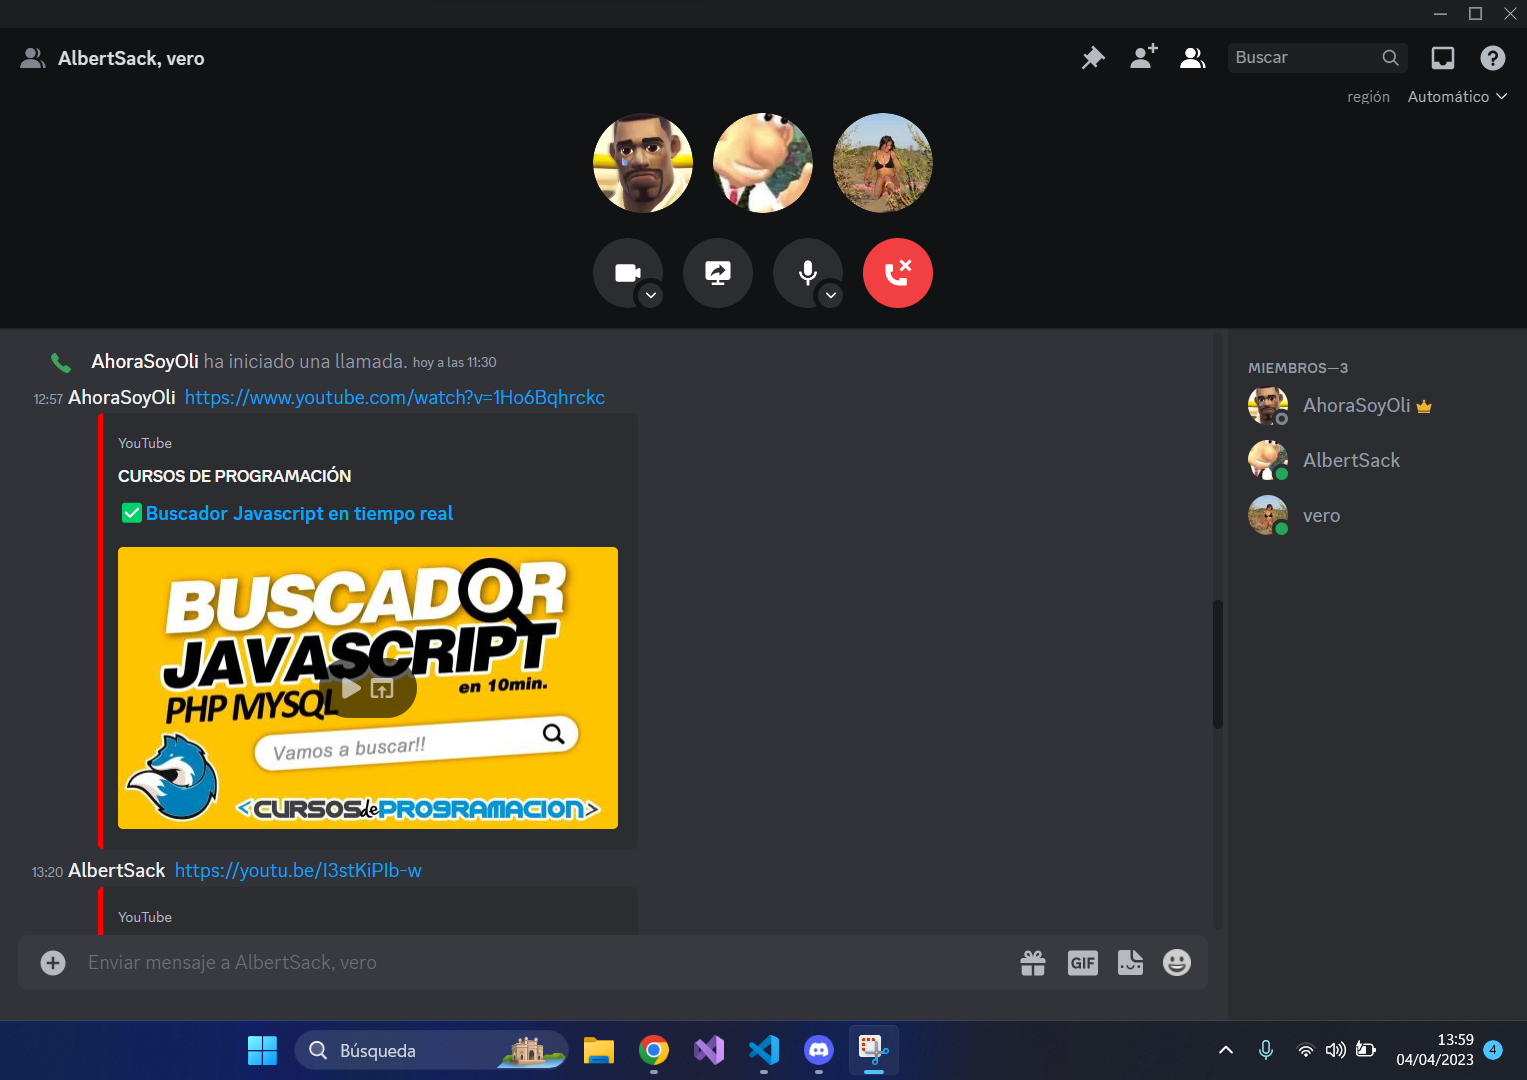 AlbertSack, vero
Buscar
región Automático
AhoraSoyOli ha iniciado una llamada. hoy a las 11:30
12:57 AhoraSoyOli https://www.youtube.com/watch?v=1Ho6Bqhrckc
YouTube
CURSOS DE PROGRAMACIÓN
✅ Buscador Javascript en tiempo real
BUSCADOR
JAVASCRIPT
PHP MYSQL en 10min.
Vamos a buscar!!
<CURSOSdePROGRAMACION>
13:20 AlbertSack https://youtu.be/I3stKiPIb-w
YouTube
Enviar mensaje a AlbertSack, vero
GIF
MIEMBROS—3
AhoraSoyOli
AlbertSack
vero
Búsqueda
13:59
04/04/2023
4